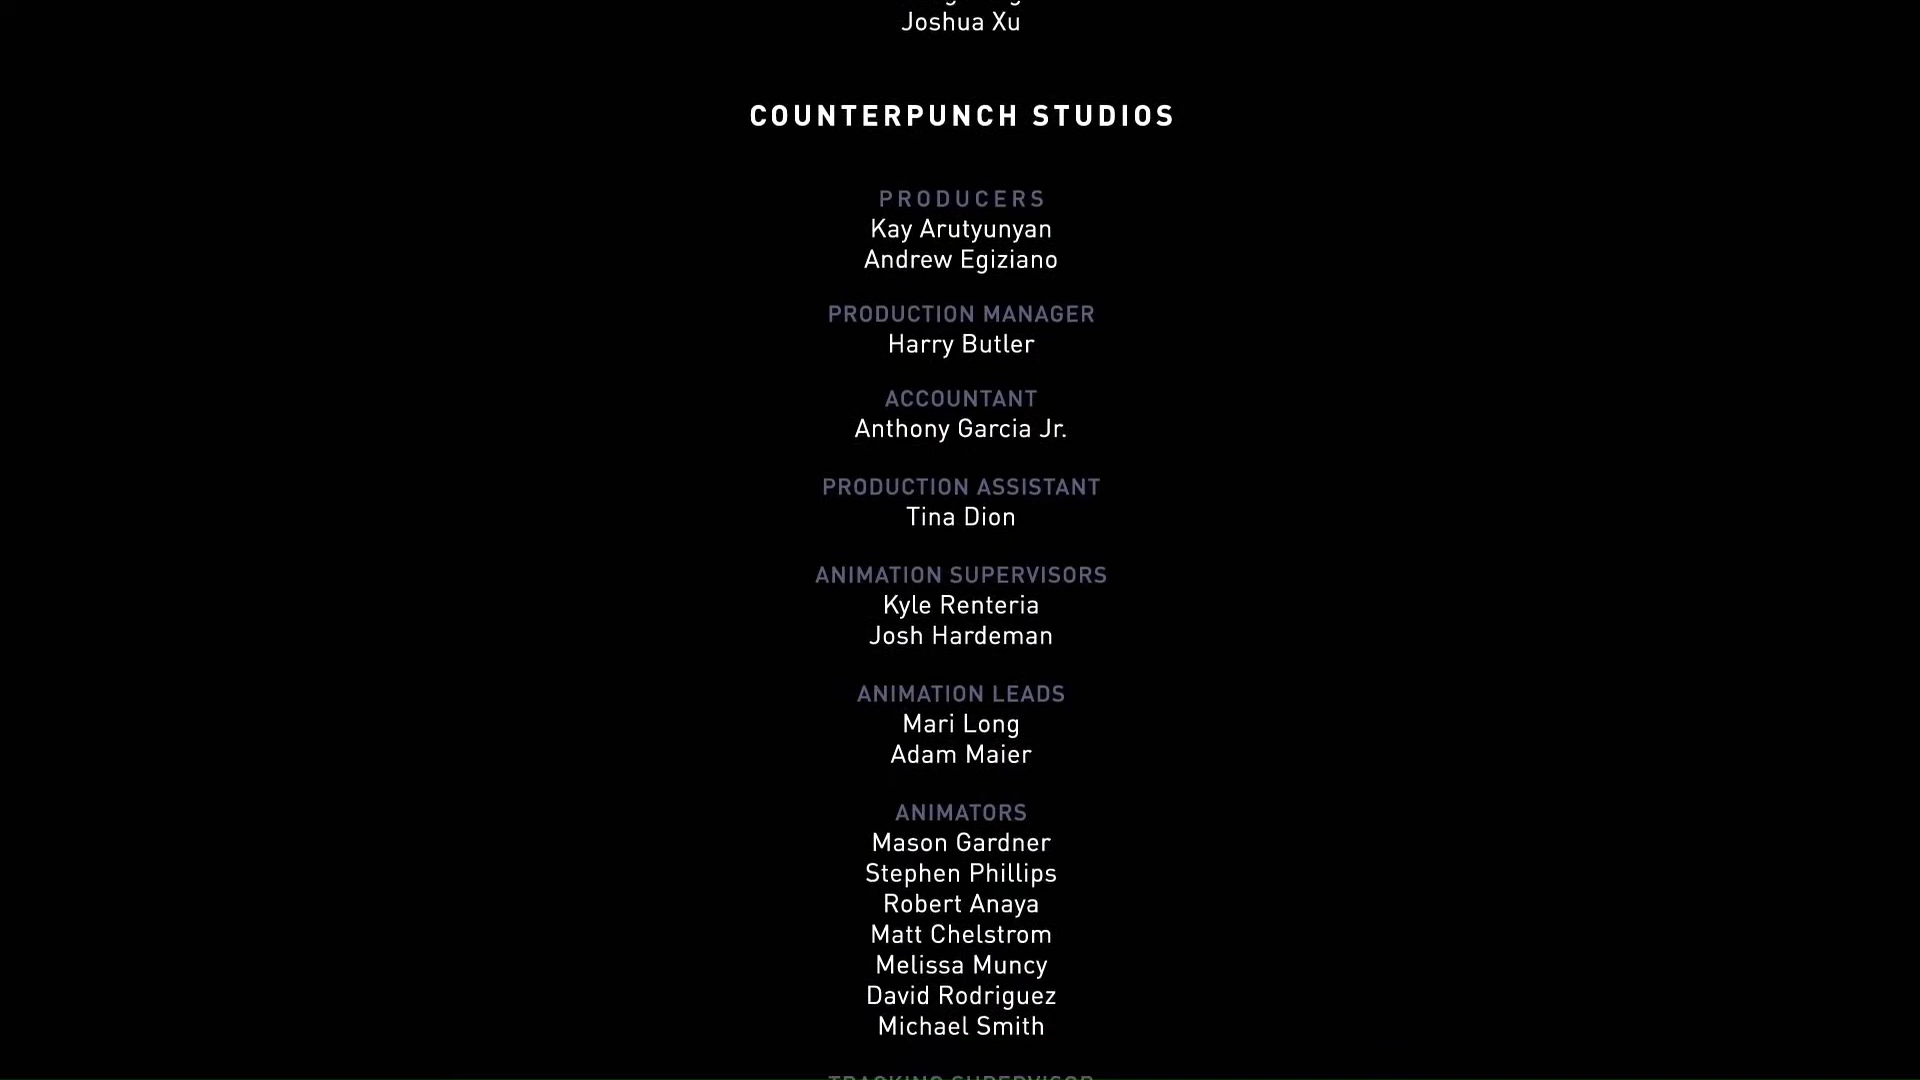 Joshua Xu
COUNTERPUNCH STUDIOS
PRODUCERS
Kay Arutyunyan
Andrew Egiziano
PRODUCTION MANAGER
Harry Butler
ACCOUNTANT
Anthony Garcia Jr.
PRODUCTION ASSISTANT
Tina Dion
ANIMATION SUPERVISORS
Kyle Renteria
Josh Hardeman
ANIMATION LEADS
Mari Long
Adam Maier
ANIMATORS
Mason Gardner
Stephen Phillips
Robert Anaya
Matt Chelstrom
Melissa Muncy
David Rodriguez
Michael Smith
TRACKING SUPERVISOR